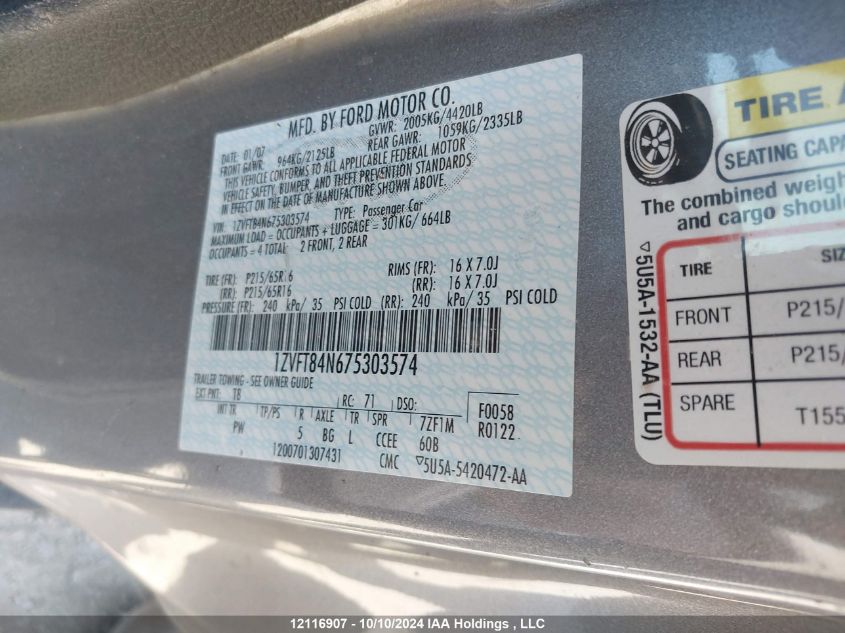 MFD. BY FORD MOTOR CO.
DATE: 01/07 GVWR: 2005KG/4420LB
FRONT GAWR: 964KG/2125LB REAR GAWR: 1059KG/2335LB
THIS VEHICLE CONFORMS TO ALL APPLICABLE FEDERAL MOTOR
VEHICLE SAFETY, BUMPER, AND THEFT PREVENTION STANDARDS
IN EFFECT ON THE DATE OF MANUFACTURE SHOWN ABOVE.
VIN: 1ZVFT84N675303574 TYPE: Passenger Car
MAXIMUM LOAD = OCCUPANTS + LUGGAGE = 301KG/ 664LB
OCCUPANTS = 4 TOTAL: 2 FRONT, 2 REAR
TIRE (FR): P215/65R16 RIMS (FR): 16 X 7.0J
(RR): P215/65R16 (RR): 16 X 7.0J
PRESSURE (FR): 240 kPa/ 35 PSI COLD (RR): 240 kPa/ 35 PSI COLD
1ZVFT84N675303574
TRAILER TOWING - SEE OWNER GUIDE
EXT PNT: T8 RC: 71 DSO: F0058
INT TR TP/PS R AXLE TR SPR 7ZF1M R0122
PW 5 BG L CCEE 60B
1200701307431 CMC ▽5U5A-5420472-AA
TIRE A
SEATING CAPA
The combined weigh
and cargo shoul
TIRE SIZ
FRONT P215/
REAR P215/
SPARE T155
▽5U5A-1532-AA (TLU)
12116907 - 10/10/2024 IAA Holdings , LLC